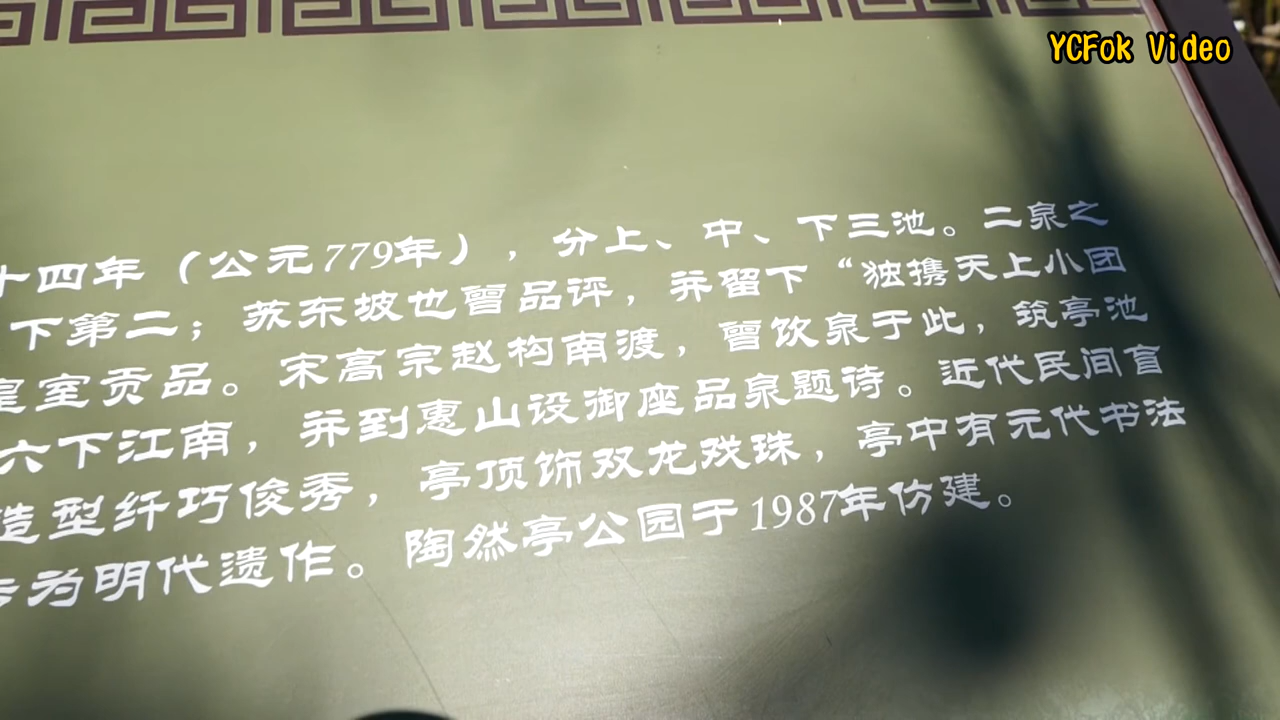 YCFok Video
十四年（公元779年），分上、中、下三池。二泉之
下第二；苏东坡也曾品评，并留下“独携天上小团
皇室贡品。宋高宗赵构南渡，曾饮泉于此，筑亭池
六下江南，并到惠山设御座品泉题诗。近代民间盲
造型纤巧俊秀，亭顶饰双龙戏珠，亭中有元代书法
为明代遗作。陶然亭公园于1987年仿建。